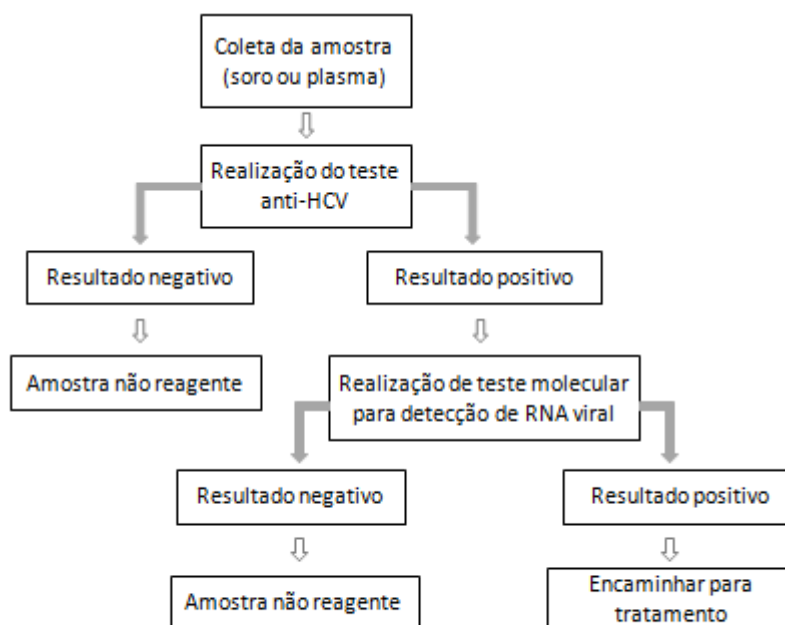 Coleta da amostra
(soro ou plasma)
Realização do teste
anti-HCV
Resultado negativo
Resultado positivo
Amostra não reagente
Realização de teste molecular
para detecção de RNA viral
Resultado negativo
Resultado positivo
Amostra não reagente
Encaminhar para
tratamento